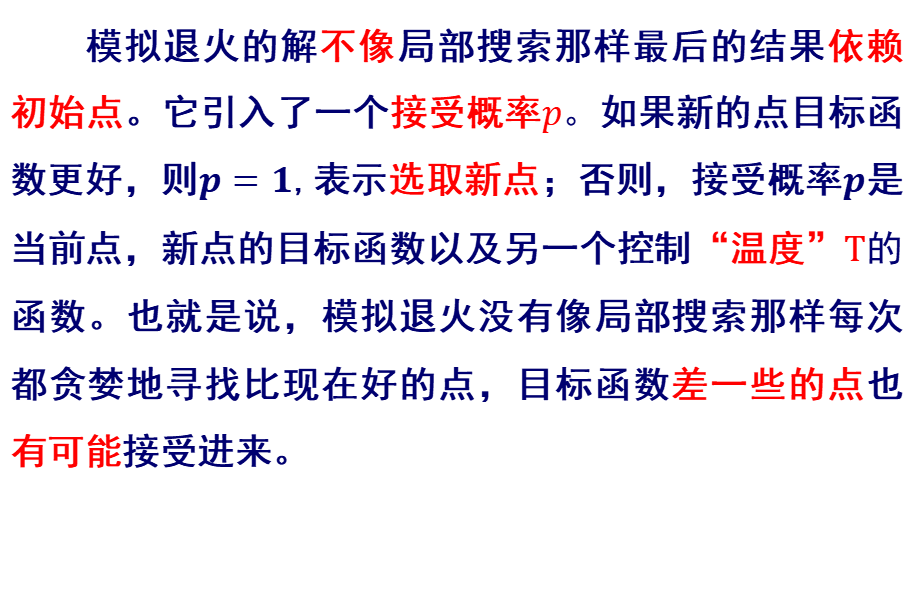 模拟退火的解不像局部搜索那样最后的结果依赖
初始点。它引入了一个接受概率p。如果新的点目标函
数更好，则p = 1, 表示选取新点；否则，接受概率p是
当前点，新点的目标函数以及另一个控制“温度”T的
函数。也就是说，模拟退火没有像局部搜索那样每次
都贪婪地寻找比现在好的点，目标函数差一些的点也
有可能接受进来。